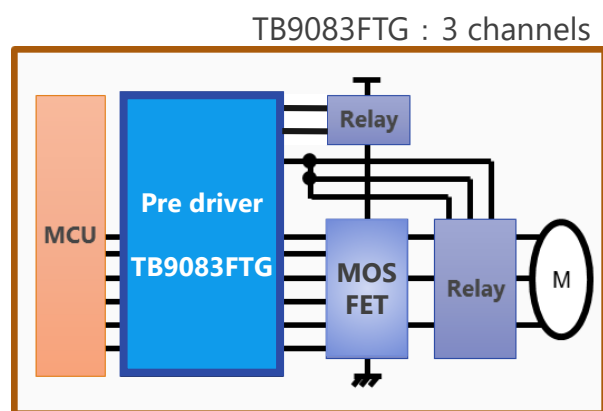 TB9083FTG : 3 channels
Relay
Pre driver
TB9083FTG
MCU
MOS
FET
Relay
M